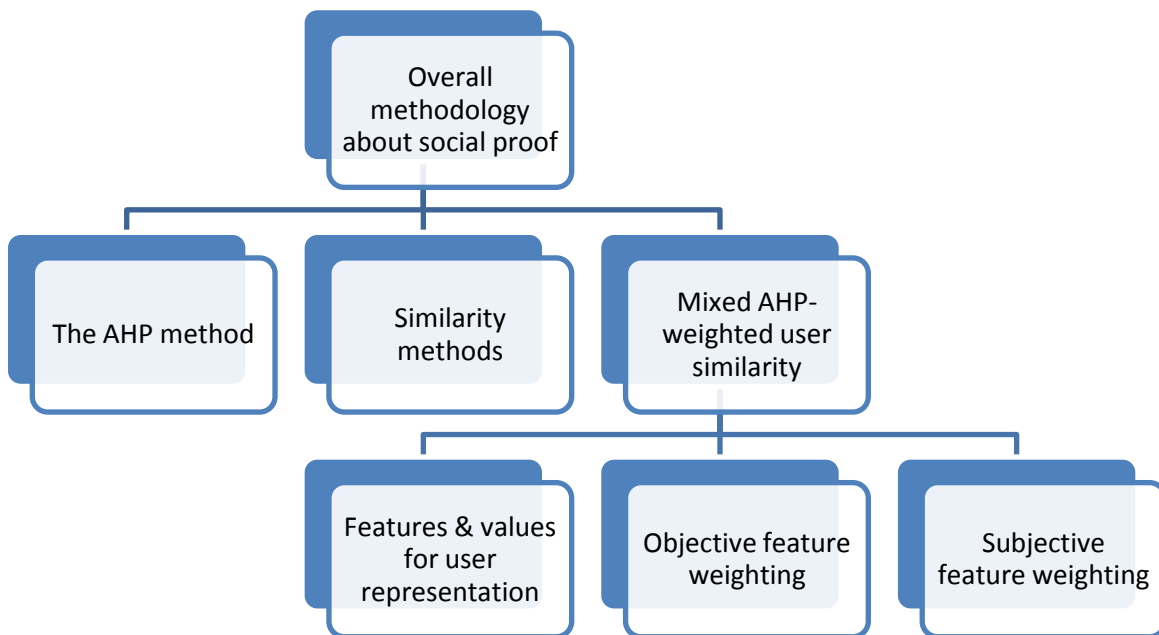 Overall
methodology
about social proof
The AHP method
Similarity
methods
Mixed AHP-
weighted user
similarity
Features & values
for user
representation
Objective feature
weighting
Subjective
feature weighting